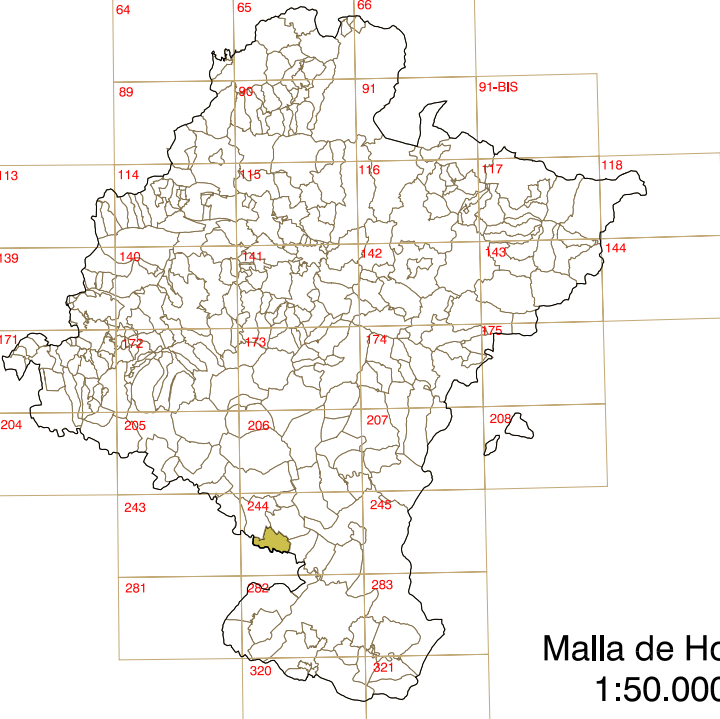 64 65 66
89 90 91 91-BIS
113 114 115 116 117 118
139 140 141 142 143 144
171 172 173 174 175
204 205 206 207 208
243 244 245
281 282 283
320 321
Malla de Ho
1:50.000